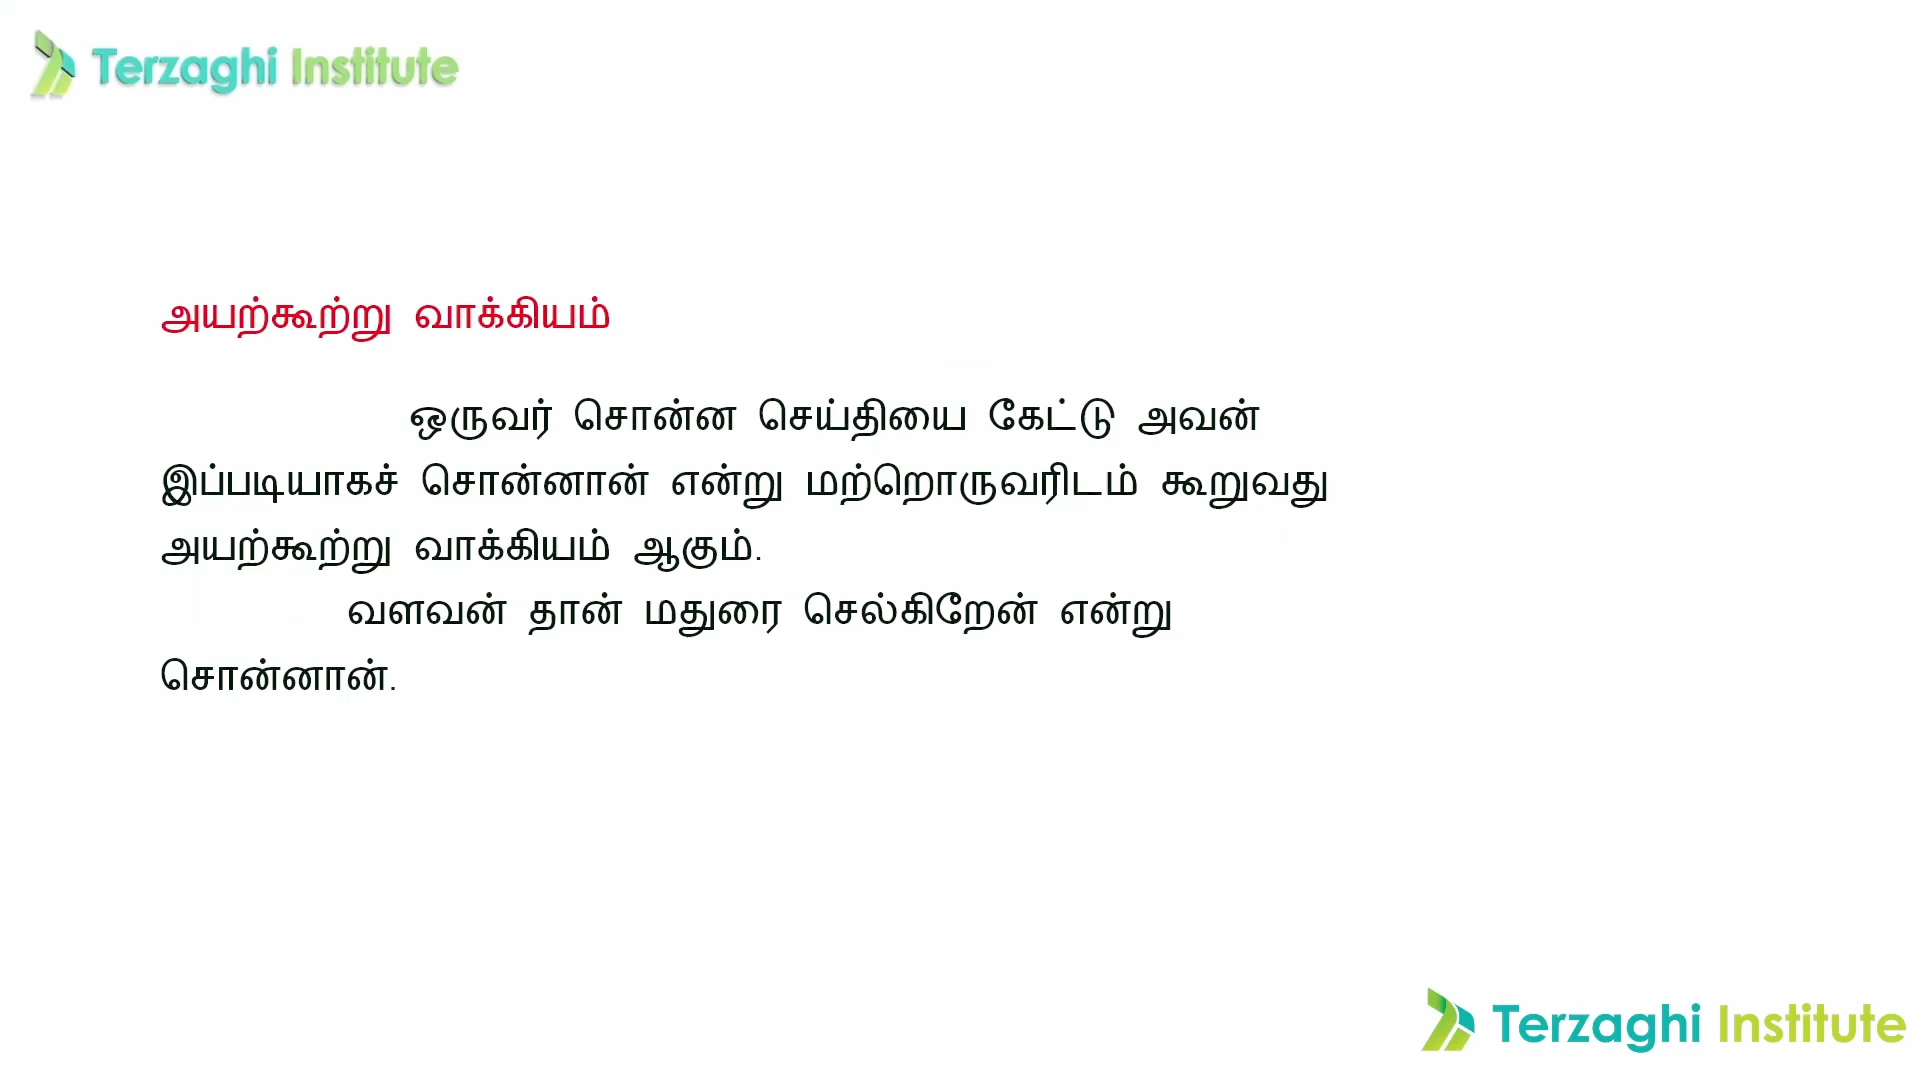 Terzaghi Institute
அயற்கூற்று வாக்கியம்
ஒருவர் சொன்ன செய்தியை கேட்டு அவன்
இப்படியாகச் சொன்னான் என்று மற்றொருவரிடம் கூறுவது
அயற்கூற்று வாக்கியம் ஆகும்.
வளவன் தான் மதுரை செல்கிறேன் என்று
சொன்னான்.
Terzaghi Institute